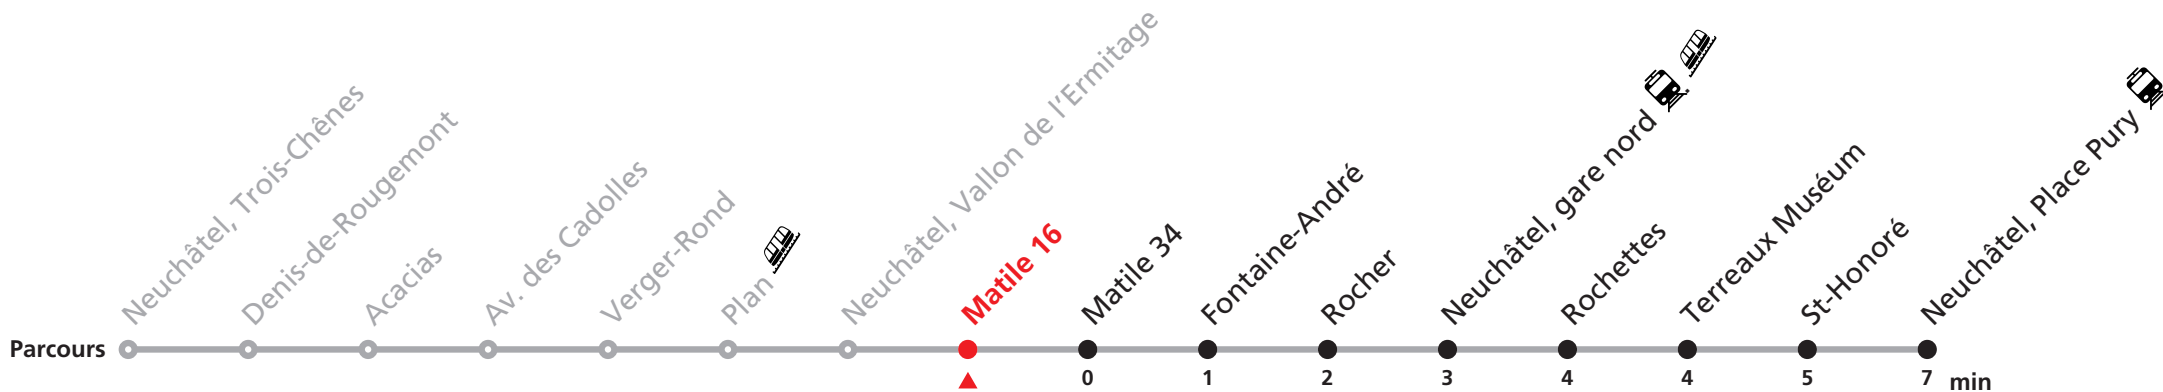 Neuchâtel, Trois-Chênes
Denis-de-Rougemont
Acacias
Av. des Cadolles
Verger-Rond
Plan
Neuchâtel, Vallon de l'Ermitage
Matile 16
Matile 34
Fontaine-André
Rocher
Neuchâtel, gare nord
Rochettes
Terreaux Muséum
St-Honoré
Neuchâtel, Place Pury
Parcours
0 1 2 3 4 4 5 7 min